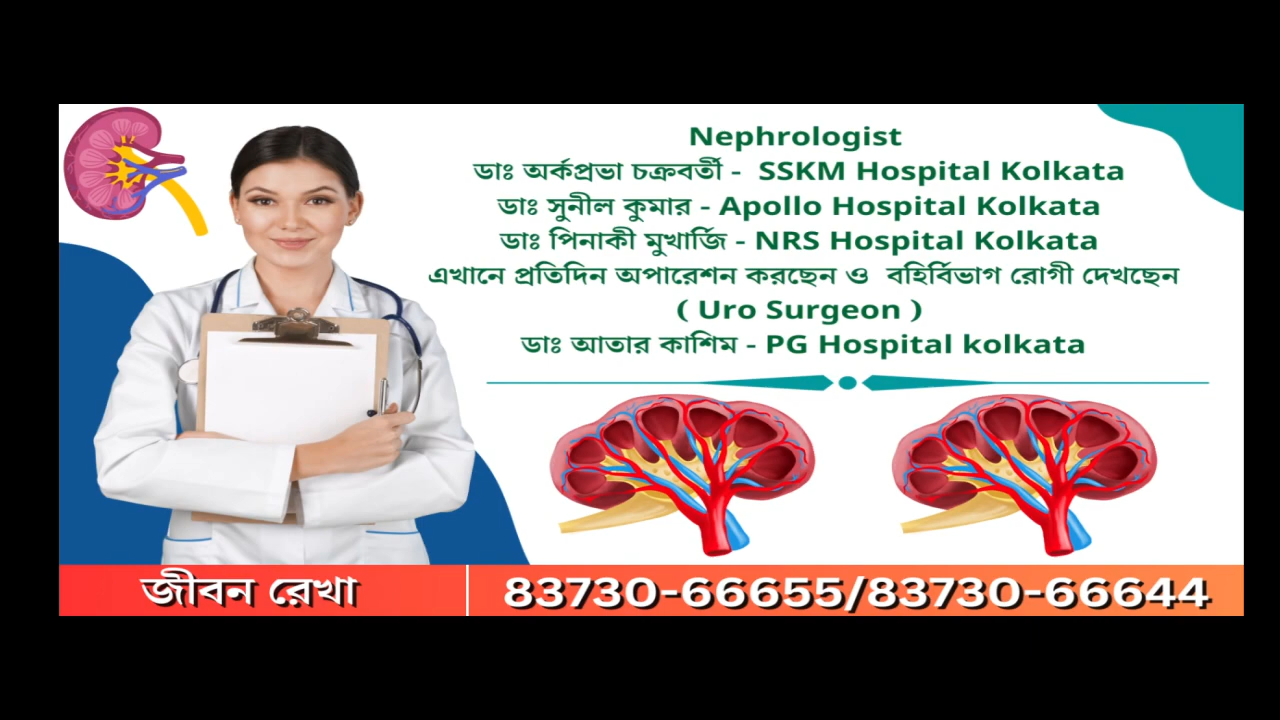 Nephrologist
ডাঃ অর্কপ্রভা চক্রবর্তী - SSKM Hospital Kolkata
ডাঃ সুনীল কুমার - Apollo Hospital Kolkata
ডাঃ পিনাকী মুখার্জি - NRS Hospital Kolkata
এখানে প্রতিদিন অপারেশন করছেন ও বহির্বিভাগ রোগী দেখছেন
( Uro Surgeon )
ডাঃ আতার কাশিম - PG Hospital kolkata
জীবন রেখা
83730-66655/83730-66644